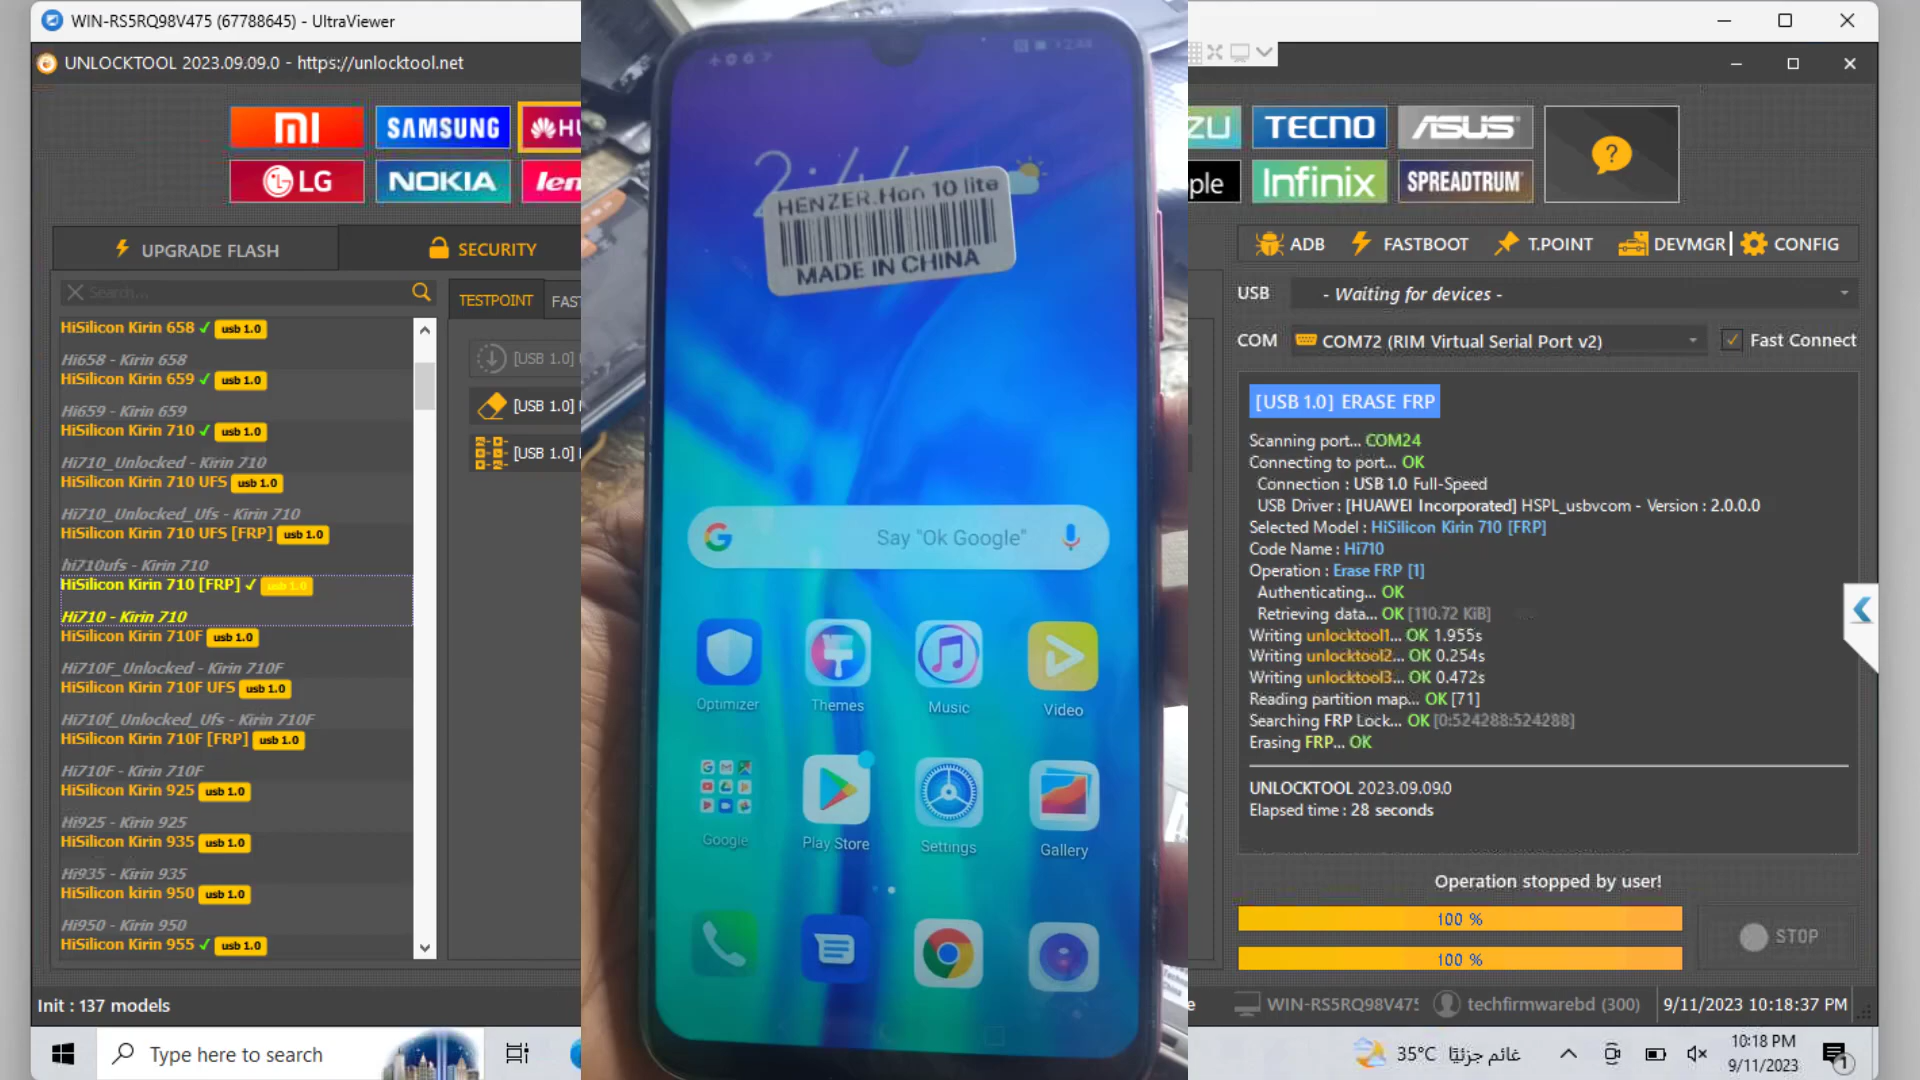 WIN-RS5RQ98V475 (67788645) - UltraViewer
UNLOCKTOOL 2023.09.09.0 - https://unlocktool.net
MI
SAMSUNG
HU
ZU
TECNO
ASUS
LG
NOKIA
len
ple
Infinix
SPREADTRUM
?
UPGRADE FLASH
SECURITY
ADB
FASTBOOT
T.POINT
DEVMGR
CONFIG
Search...
TESTPOINT
FAS
USB
- Waiting for devices -
COM
COM72 (RIM Virtual Serial Port v2)
Fast Connect
HiSilicon Kirin 658 ✓ usb 1.0
Hi658 - Kirin 658
HiSilicon Kirin 659 ✓ usb 1.0
Hi659 - Kirin 659
HiSilicon Kirin 710 ✓ usb 1.0
Hi710_Unlocked - Kirin 710
HiSilicon Kirin 710 UFS usb 1.0
Hi710_Unlocked_Ufs - Kirin 710
HiSilicon Kirin 710 UFS [FRP] usb 1.0
hi710ufs - Kirin 710
HiSilicon Kirin 710 [FRP] ✓ usb 1.0
Hi710 - Kirin 710
HiSilicon Kirin 710F usb 1.0
Hi710F_Unlocked - Kirin 710F
HiSilicon Kirin 710F UFS usb 1.0
Hi710f_Unlocked_Ufs - Kirin 710F
HiSilicon Kirin 710F [FRP] usb 1.0
Hi710F - Kirin 710F
HiSilicon Kirin 925 usb 1.0
Hi925 - Kirin 925
HiSilicon Kirin 935 usb 1.0
Hi935 - Kirin 935
HiSilicon kirin 950 usb 1.0
Hi950 - Kirin 950
HiSilicon Kirin 955 ✓ usb 1.0
[USB 1.0]
[USB 1.0]
[USB 1.0]
2:44
HENZER.Hon 10 lite
MADE IN CHINA
Say "Ok Google"
Optimizer
Themes
Music
Video
Google
Play Store
Settings
Gallery
[USB 1.0] ERASE FRP
Scanning port... COM24
Connecting to port... OK
Connection : USB 1.0 Full-Speed
USB Driver : [HUAWEI Incorporated] HSPL_usbvcom - Version : 2.0.0.0
Selected Model : HiSilicon Kirin 710 [FRP]
Code Name : Hi710
Operation : Erase FRP [1]
Authenticating... OK
Retrieving data... OK [110.72 KiB]
Writing unlocktool1... OK 1.955s
Writing unlocktool2... OK 0.254s
Writing unlocktool3... OK 0.472s
Reading partition map... OK [71]
Searching FRP Lock... OK [0:524288:524288]
Erasing FRP... OK
UNLOCKTOOL 2023.09.09.0
Elapsed time : 28 seconds
Operation stopped by user!
100 %
100 %
STOP
Init : 137 models
e
WIN-RS5RQ98V475
techfirmwarebd (300)
9/11/2023 10:18:37 PM
Type here to search
35°C غائم جزئيًا
10:18 PM
9/11/2023
1